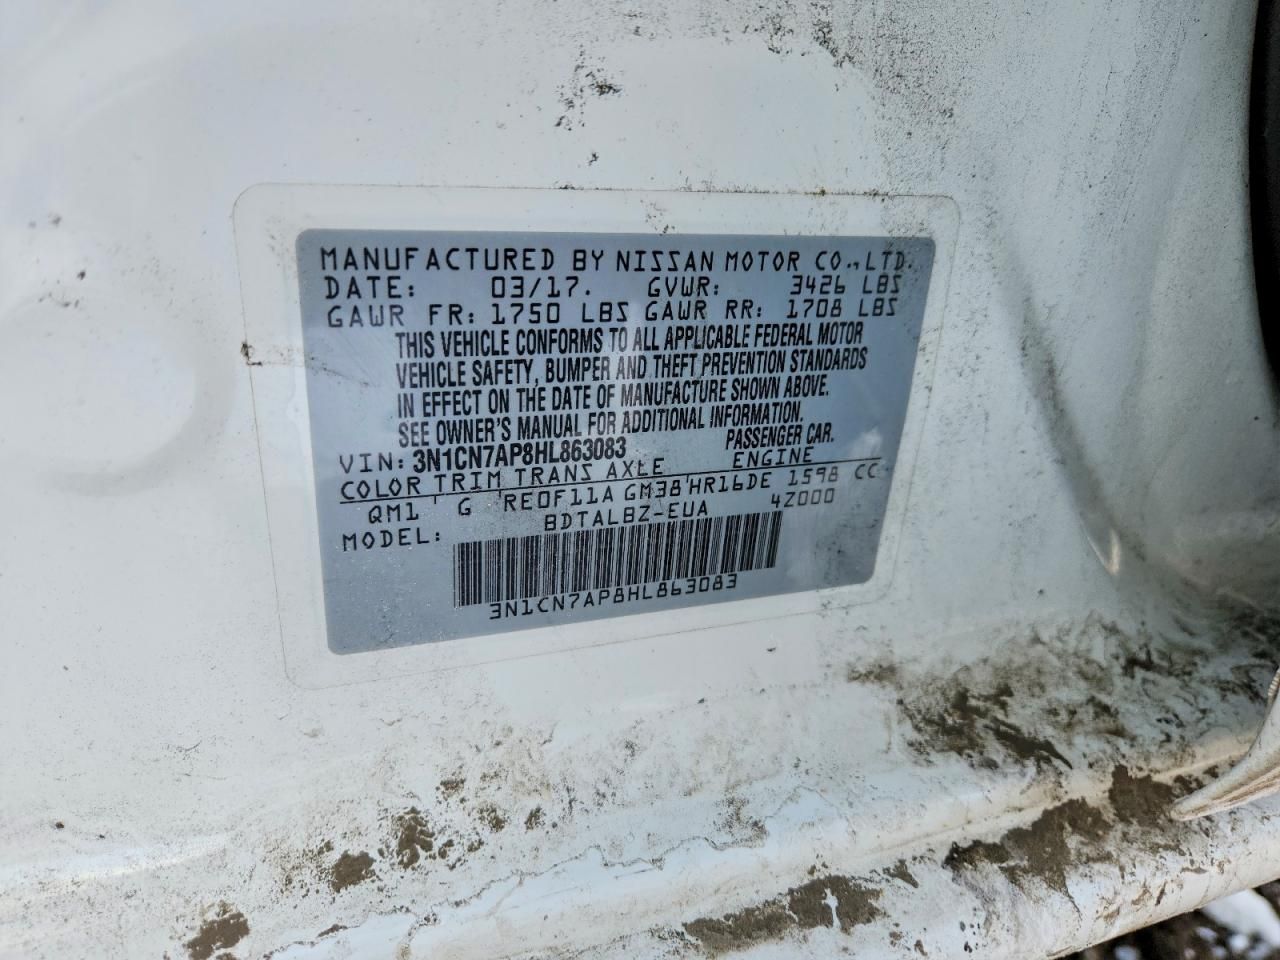 MANUFACTURED BY NISSAN MOTOR CO., LTD.
DATE: 03/17. GVWR: 3426 LBS
GAWR FR: 1750 LBS GAWR RR: 1708 LBS
THIS VEHICLE CONFORMS TO ALL APPLICABLE FEDERAL MOTOR
VEHICLE SAFETY, BUMPER AND THEFT PREVENTION STANDARDS
IN EFFECT ON THE DATE OF MANUFACTURE SHOWN ABOVE.
SEE OWNER'S MANUAL FOR ADDITIONAL INFORMATION.
VIN: 3N1CN7AP8HL863083 PASSENGER CAR.
COLOR TRIM TRANS AXLE ENGINE
QM1 ' G RE0F11A GM38'HR16DE 1598 CC
MODEL: BDTALBZ-EUA 4Z000
3N1CN7AP8HL863083